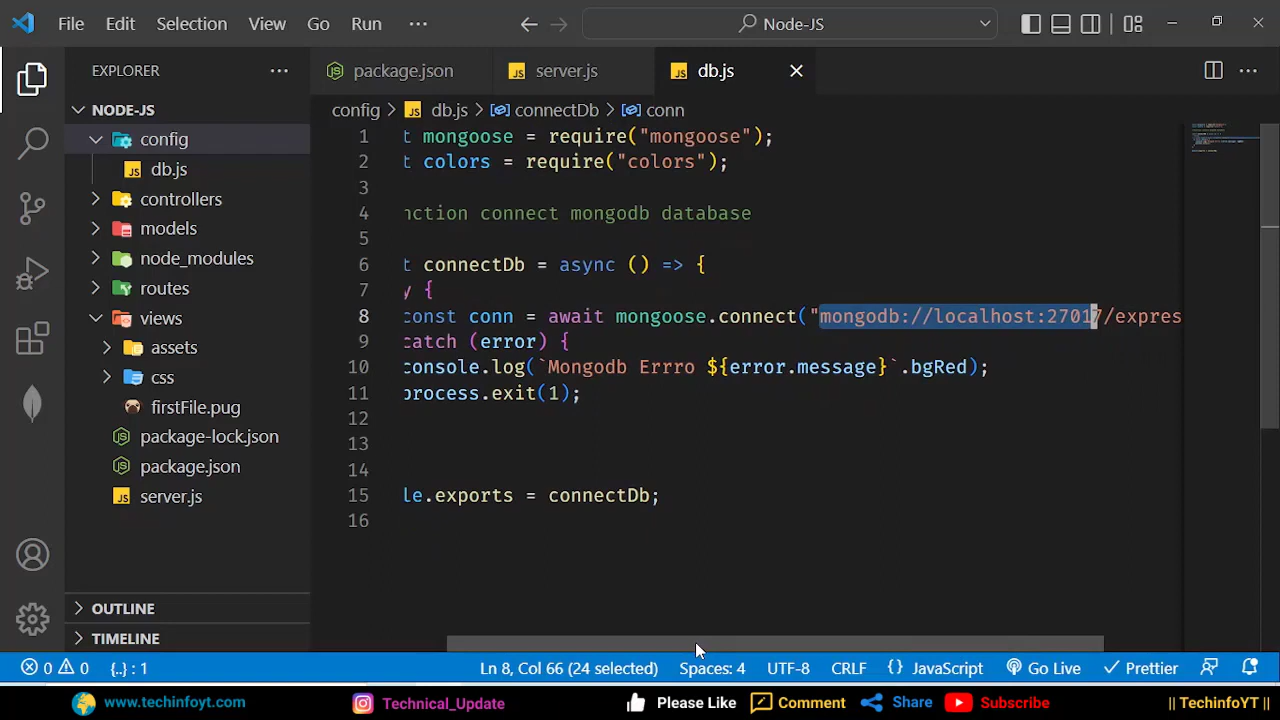 File Edit Selection View Go Run ··· Node-JS
EXPLORER ··· package.json server.js db.js
NODE-JS
config > db.js > connectDb > conn
config
db.js
controllers
models
node_modules
routes
views
assets
css
firstFile.pug
package-lock.json
package.json
server.js
OUTLINE
TIMELINE
1 t mongoose = require("mongoose");
2 t colors = require("colors");
3
4 nction connect mongodb database
5
6 t connectDb = async () => {
7 y {
8 const conn = await mongoose.connect("mongodb://localhost:27017/expres
9 catch (error) {
10 console.log(`Mongodb Errro ${error.message}`.bgRed);
11 process.exit(1);
12
13
14
15 le.exports = connectDb;
16
0 0 {..} : 1 Ln 8, Col 66 (24 selected) Spaces: 4 UTF-8 CRLF {} JavaScript Go Live Prettier
www.techinfoyt.com Technical_Update Please Like Comment Share Subscribe || TechinfoYT ||